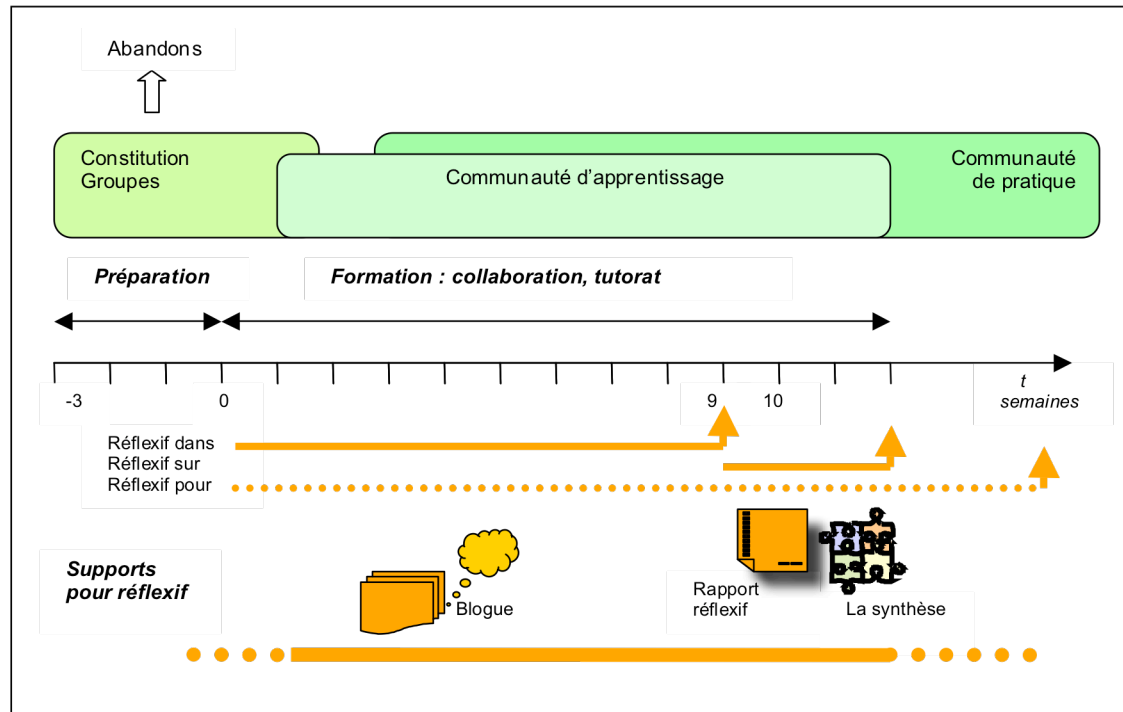 Abandons
Constitution
Groupes
Communauté d'apprentissage
Communauté
de pratique
Préparation
Formation : collaboration, tutorat
-3
0
9
10
t
semaines
Réflexif dans
Réflexif sur
Réflexif pour
Supports
pour réflexif
Blogue
Rapport
réflexif
La synthèse